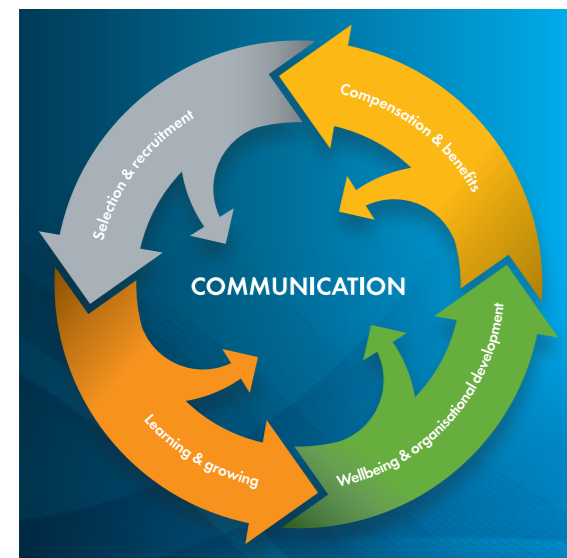 Compensation & benefits
Selection & recruitment
COMMUNICATION
Learning & growing
Wellbeing & organisational development